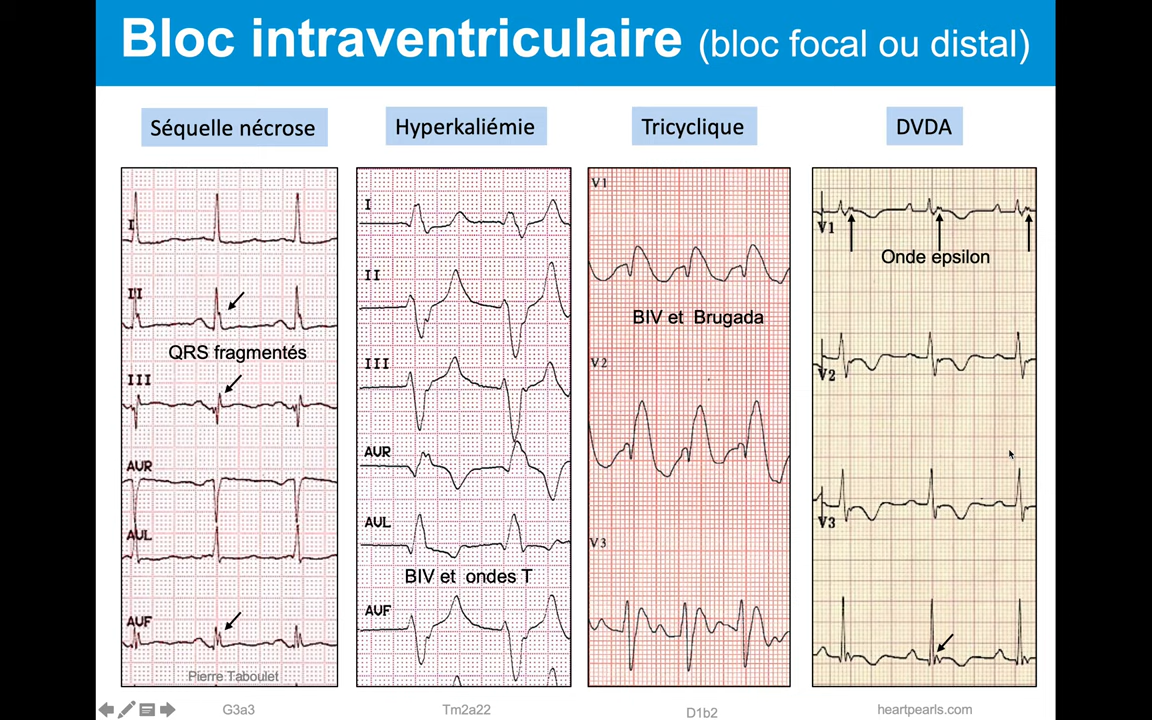 Bloc intraventriculaire (bloc focal ou distal)
Séquelle nécrose
Hyperkaliémie
Tricyclique
DVDA
I
II
QRS fragmentés
III
AUR
AUL
AUF
Pierre Taboulet
G3a3
I
II
III
AUR
AUL
BIV et ondes T
AUF
Tm2a22
V1
BIV et Brugada
V2
V3
D1b2
V1
Onde epsilon
V2
V3
heartpearls.com